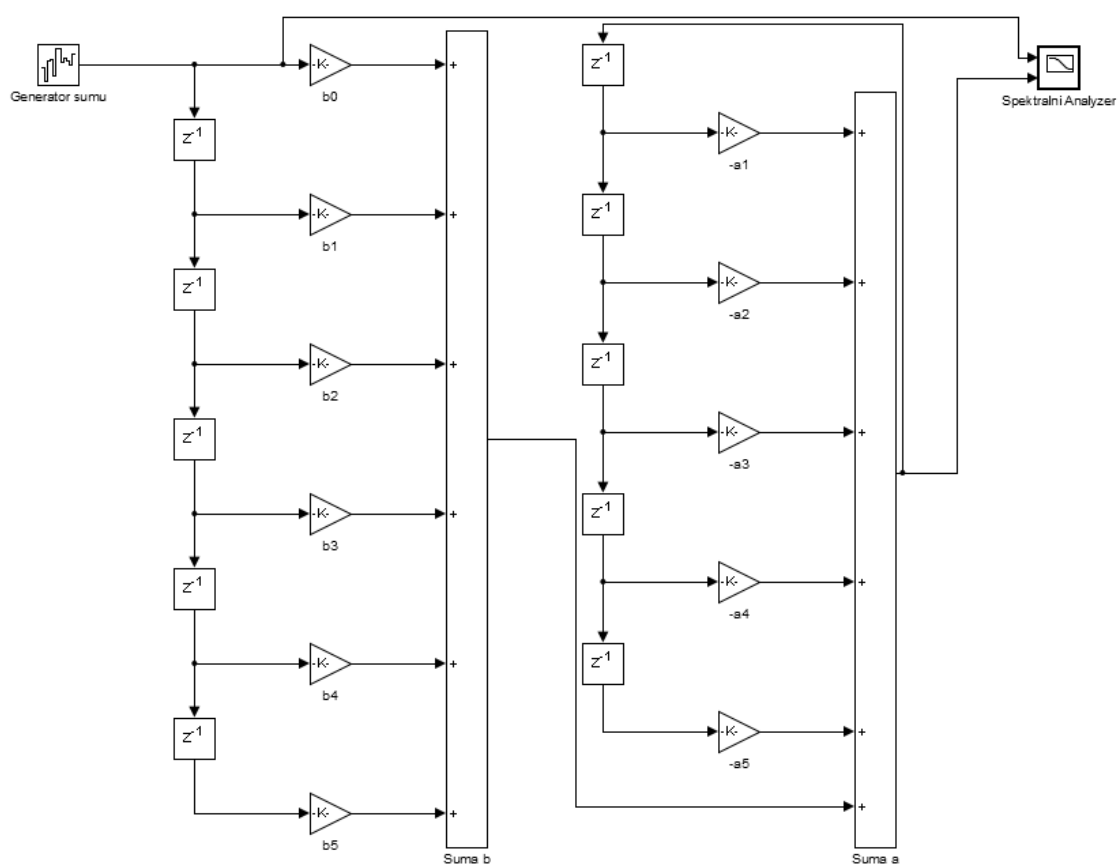 Generator sumu
-K-
b0
+
z-1
-K-
b1
+
z-1
-K-
b2
+
z-1
-K-
b3
+
z-1
-K-
b4
+
z-1
-K-
b5
+
Suma b
z-1
-K-
-a1
+
z-1
-K-
-a2
+
z-1
-K-
-a3
+
z-1
-K-
-a4
+
z-1
-K-
-a5
+
+
Suma a
Spektralni Analyzer